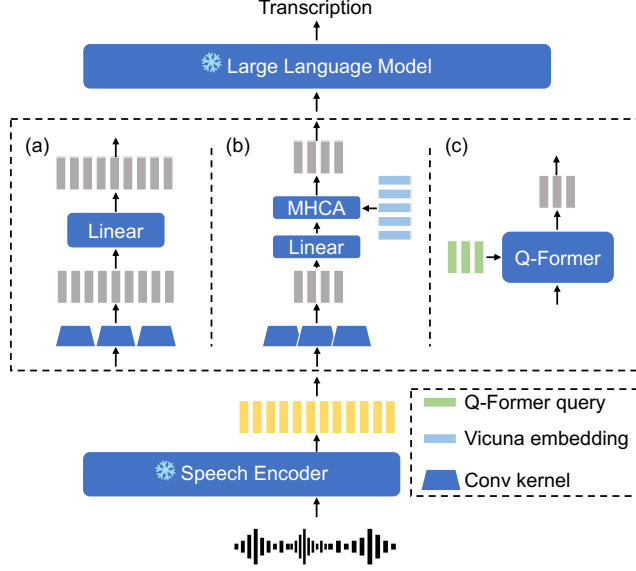 Transcription
Large Language Model
(a)
(b)
(c)
MHCA
Linear
Linear
Q-Former
Q-Former query
Vicuna embedding
Conv kernel
Speech Encoder